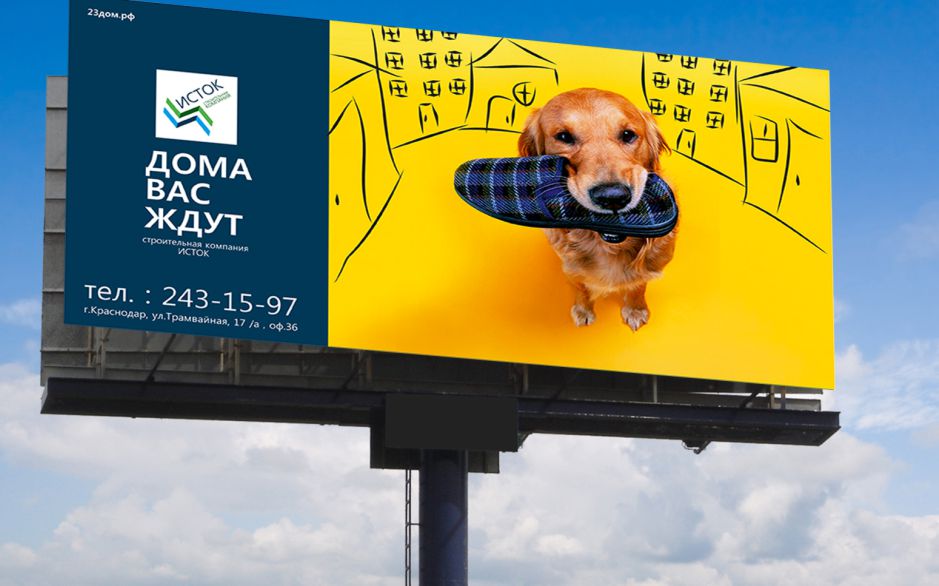 23дом.рф
ИСТОК
ДОМА
ВАС
ЖДУТ
строительная компания
ИСТОК
тел. : 243-15-97
г.Краснодар, ул.Трамвайная, 17 /а , оф.36